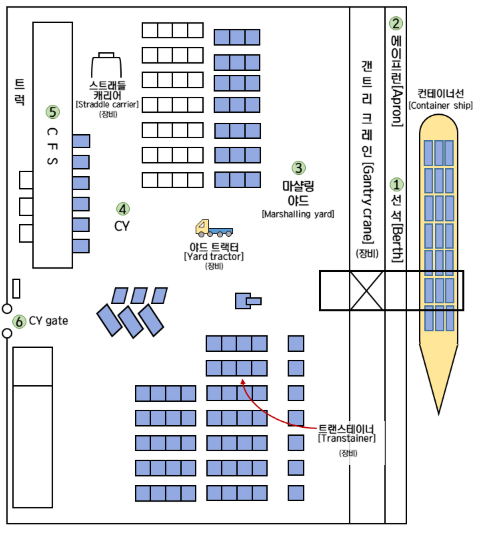 ②
에이프런[Apron]
갠트리 크레인 [Gantry crane]
(장비)
컨테이너선
[Container ship]
트럭
스트래들
캐리어
[Straddle carrier]
(장비)
⑤
CFS
③
마샬링
야드
[Marshalling yard]
①
선석[Berth]
④
CY
야드 트랙터
[Yard tractor]
(장비)
⑥ CY gate
트랜스테이너
[Transtainer]
(장비)